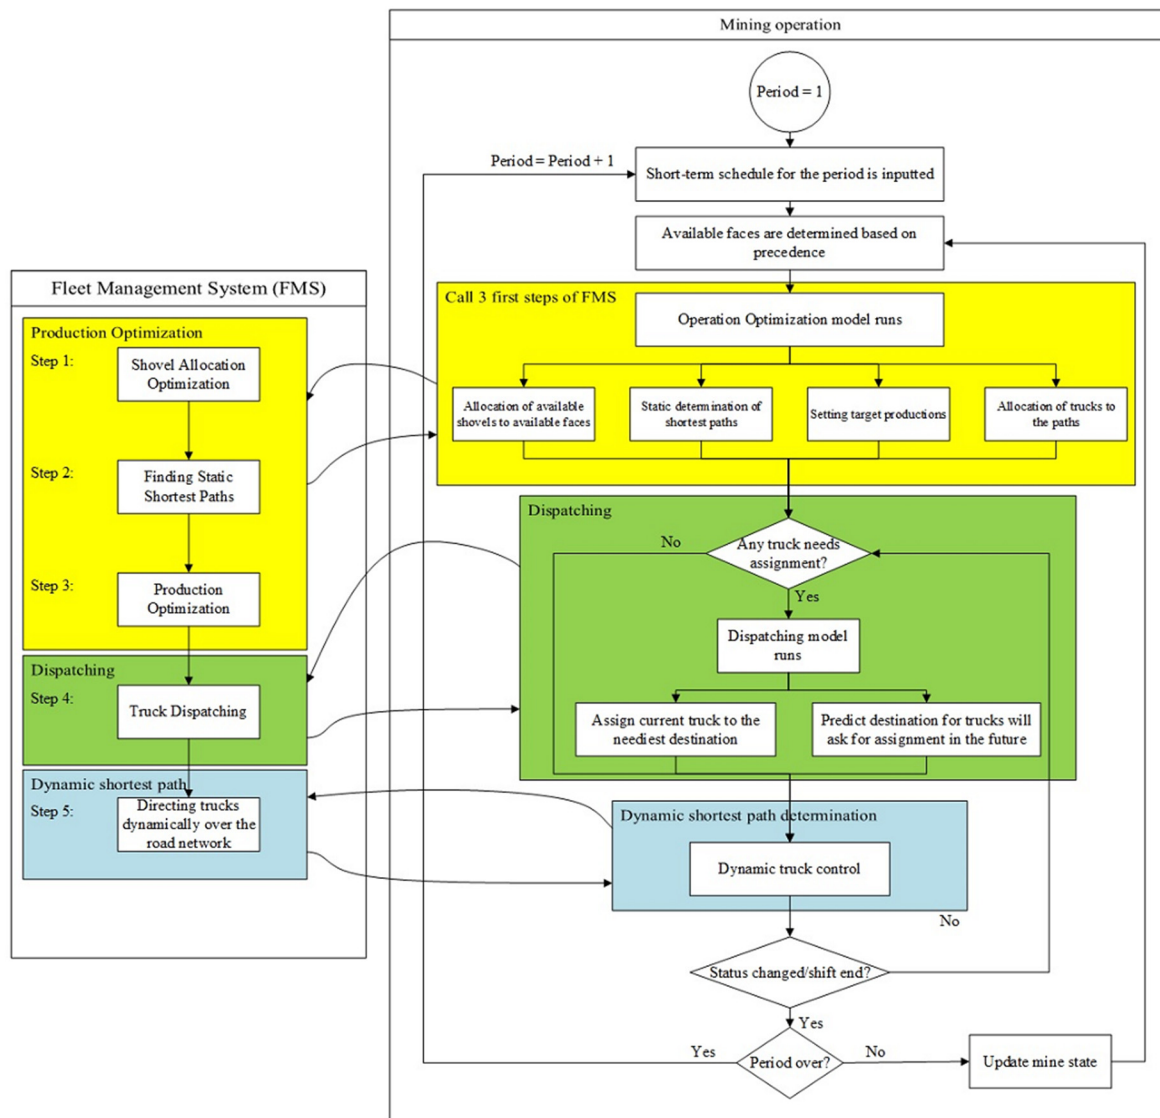 Mining operation
Period = 1
Period = Period + 1
Short-term schedule for the period is inputted
Available faces are determined based on
precedence
Fleet Management System (FMS)
Production Optimization
Step 1:
Shovel Allocation
Optimization
Step 2:
Finding Static
Shortest Paths
Step 3:
Production
Optimization
Dispatching
Step 4:
Truck Dispatching
Dynamic shortest path
Step 5:
Directing trucks
dynamically over the
road network
Call 3 first steps of FMS
Operation Optimization model runs
Allocation of available
shovels to available faces
Static determination of
shortest paths
Setting target productions
Allocation of trucks to
the paths
Dispatching
No
Any truck needs
assignment?
Yes
Dispatching model
runs
Assign current truck to the
neediest destination
Predict destination for trucks will
ask for assignment in the future
Dynamic shortest path determination
Dynamic truck control
No
Status changed/shift end?
Yes
Yes
Period over?
No
Update mine state